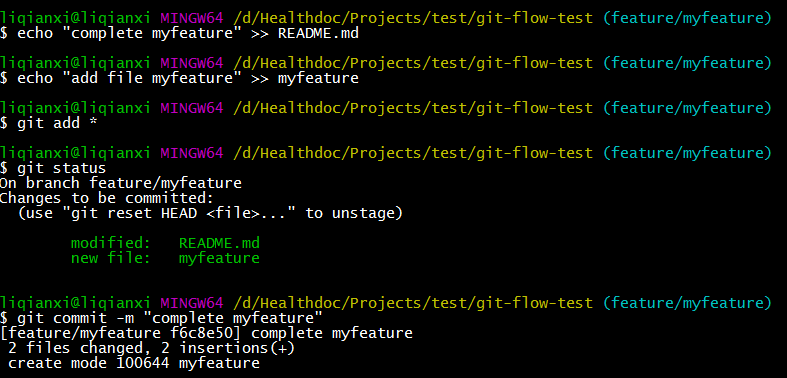 liqianxi@liqianxi MINGW64 /d/Healthdoc/Projects/test/git-flow-test (feature/myfeature)
$ echo "complete myfeature" >> README.md
liqianxi@liqianxi MINGW64 /d/Healthdoc/Projects/test/git-flow-test (feature/myfeature)
$ echo "add file myfeature" >> myfeature
liqianxi@liqianxi MINGW64 /d/Healthdoc/Projects/test/git-flow-test (feature/myfeature)
$ git add *
liqianxi@liqianxi MINGW64 /d/Healthdoc/Projects/test/git-flow-test (feature/myfeature)
$ git status
On branch feature/myfeature
Changes to be committed:
  (use "git reset HEAD <file>..." to unstage)
        modified:   README.md
        new file:   myfeature
liqianxi@liqianxi MINGW64 /d/Healthdoc/Projects/test/git-flow-test (feature/myfeature)
$ git commit -m "complete myfeature"
[feature/myfeature f6c8e50] complete myfeature
 2 files changed, 2 insertions(+)
 create mode 100644 myfeature